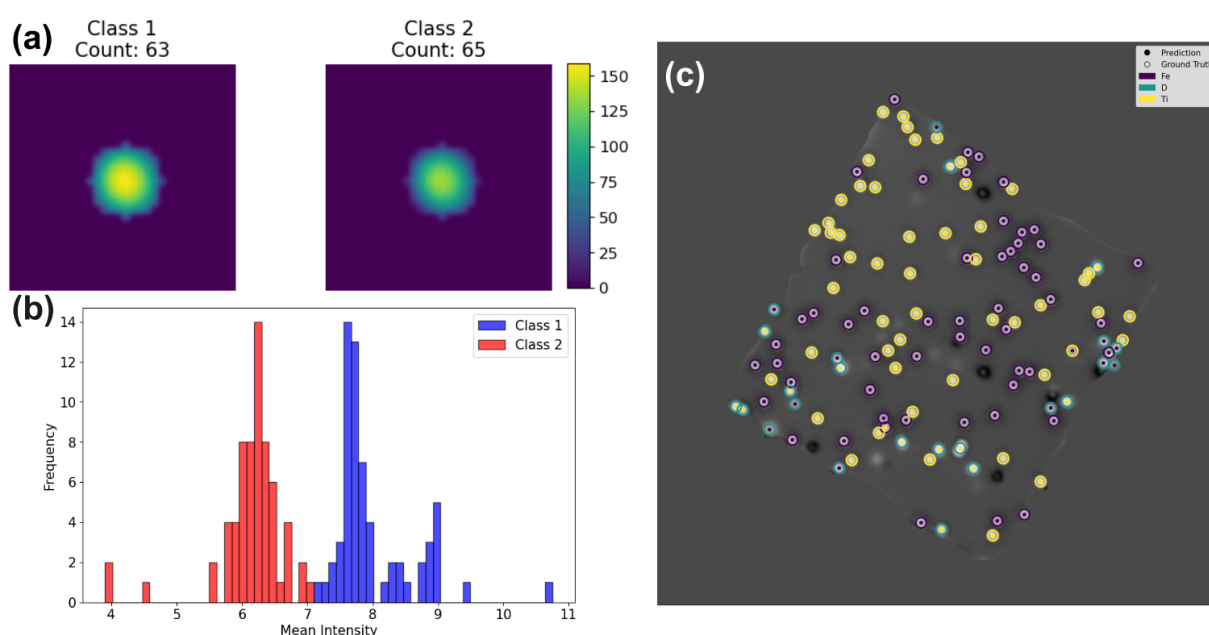 (a)
Class 1
Count: 63
Class 2
Count: 65
150
125
100
75
50
25
0
(b)
14
12
10
8
6
4
2
0
Frequency
Class 1
Class 2
4
5
6
7
8
9
10
11
Mean Intensity
(c)
Prediction
Ground Truth
Fe
D
Ti